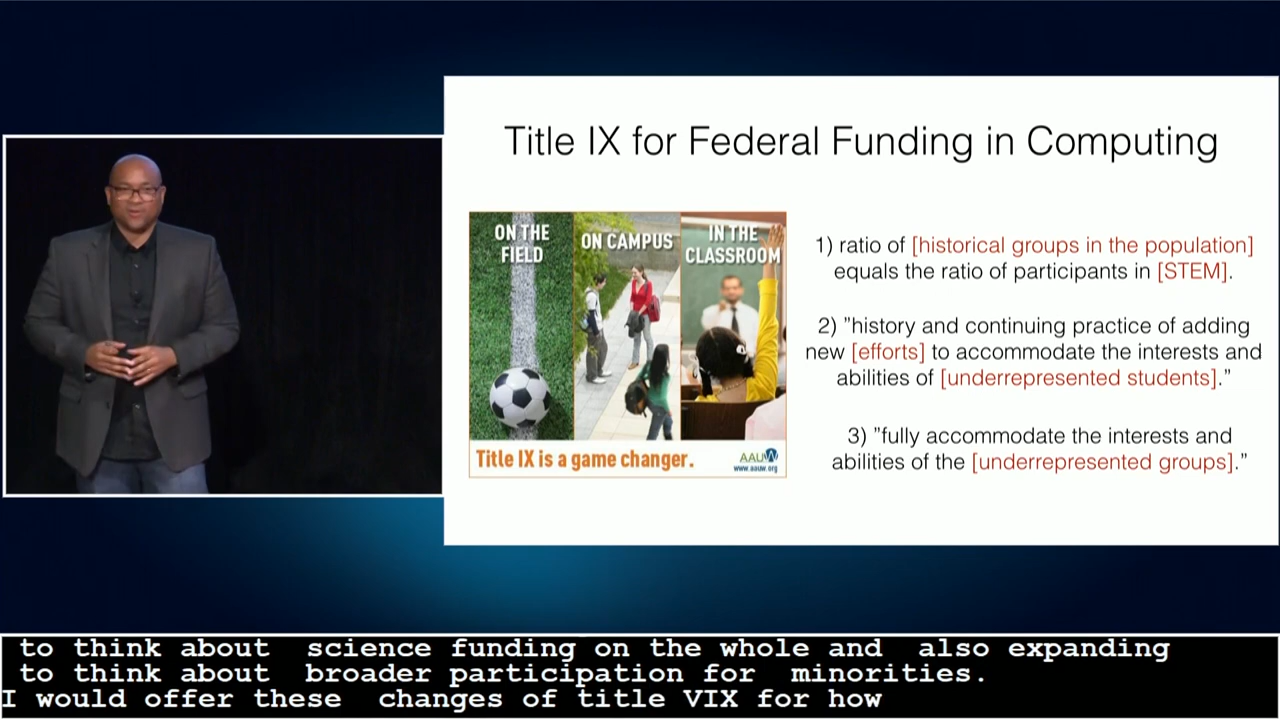 Title IX for Federal Funding in Computing
ON THE
FIELD
ON CAMPUS
IN THE
CLASSROOM
Title IX is a game changer.
AAUW
www.aauw.org
1) ratio of [historical groups in the population]
equals the ratio of participants in [STEM].
2) ”history and continuing practice of adding
new [efforts] to accommodate the interests and
abilities of [underrepresented students].”
3) ”fully accommodate the interests and
abilities of the [underrepresented groups].”
to think about science funding on the whole and also expanding
to think about broader participation for minorities.
I would offer these changes of title VIX for how